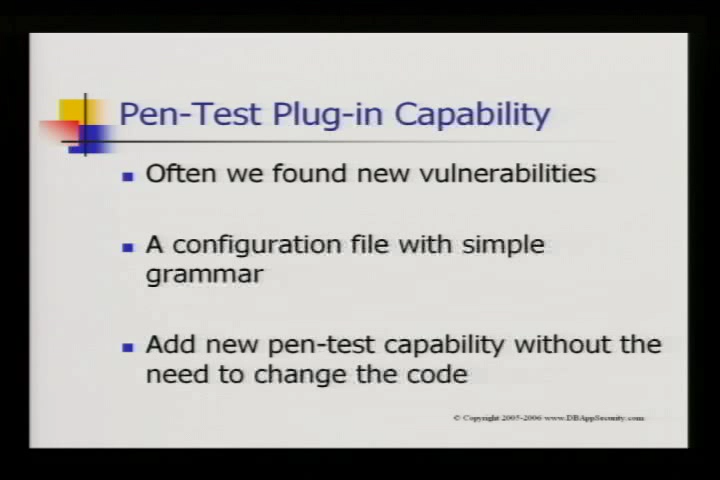 Pen-Test Plug-in Capability
Often we found new vulnerabilities
A configuration file with simple
grammar
Add new pen-test capability without the
need to change the code
© Copyright 2005-2006 www.DBAppSecurity.com